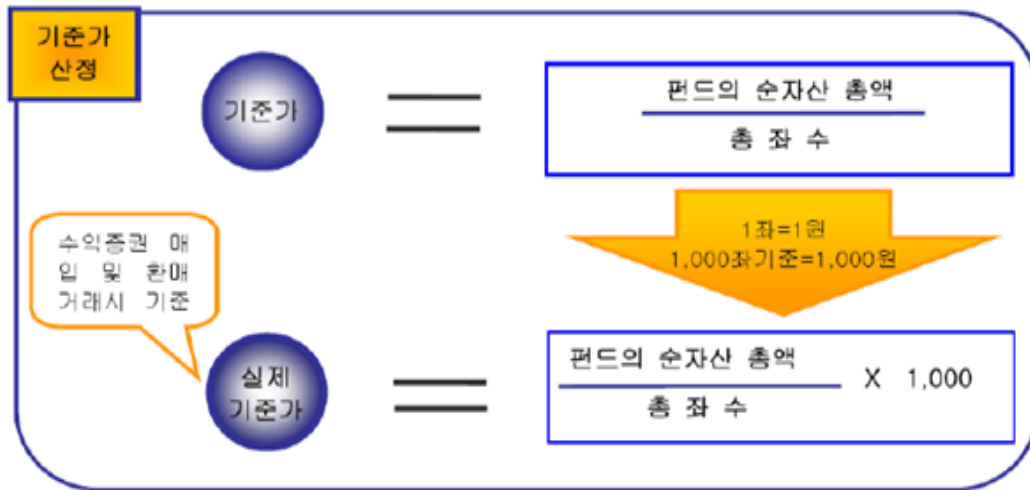 기준가
산정
기준가
펀드의 순자산 총액
총 좌 수
1좌=1원
1,000좌기준=1,000원
수익증권 매
입 및 환매
거래시 기준
실제
기준가
펀드의 순자산 총액
X 1,000
총 좌 수